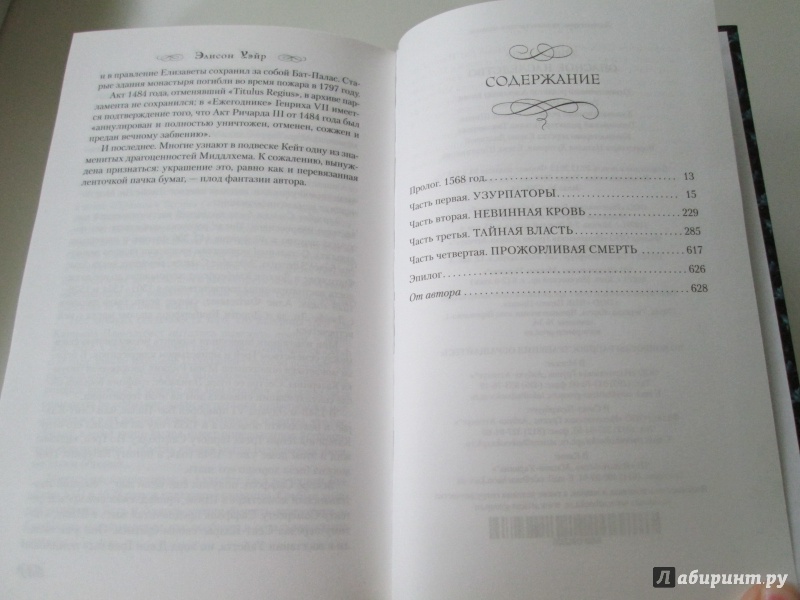 Элисон Уэйр
и в правление Елизаветы сохранил за собой Бат-Палас. Ста-
рые здания монастыря погибли во время пожара в 1797 году.
Акт 1484 года, отменявший «Titulus Regius», в архиве пар-
ламента не сохранился; в «Ежегоднике» Генриха VII имеет-
ся подтверждение того, что Акт Ричарда III от 1484 года был
«аннулирован и полностью уничтожен, отменен, сожжен и
предан вечному забвению».
И последнее. Многие узнают в подвеске Кейт одну из зна-
менитых драгоценностей Миддлхема. К сожалению, вынуж-
дена признаться: украшение это, равно как и перевязанная
ленточкой пачка бумаг, — плод фантазии автора.
СОДЕРЖАНИЕ
Пролог. 1568 год. 13
Часть первая. УЗУРПАТОРЫ 15
Часть вторая. НЕВИННАЯ КРОВЬ 229
Часть третья. ТАЙНАЯ ВЛАСТЬ 285
Часть четвертая. ПРОЖОРЛИВАЯ СМЕРТЬ 617
Эпилог 626
От автора 628
Лабиринт.ру